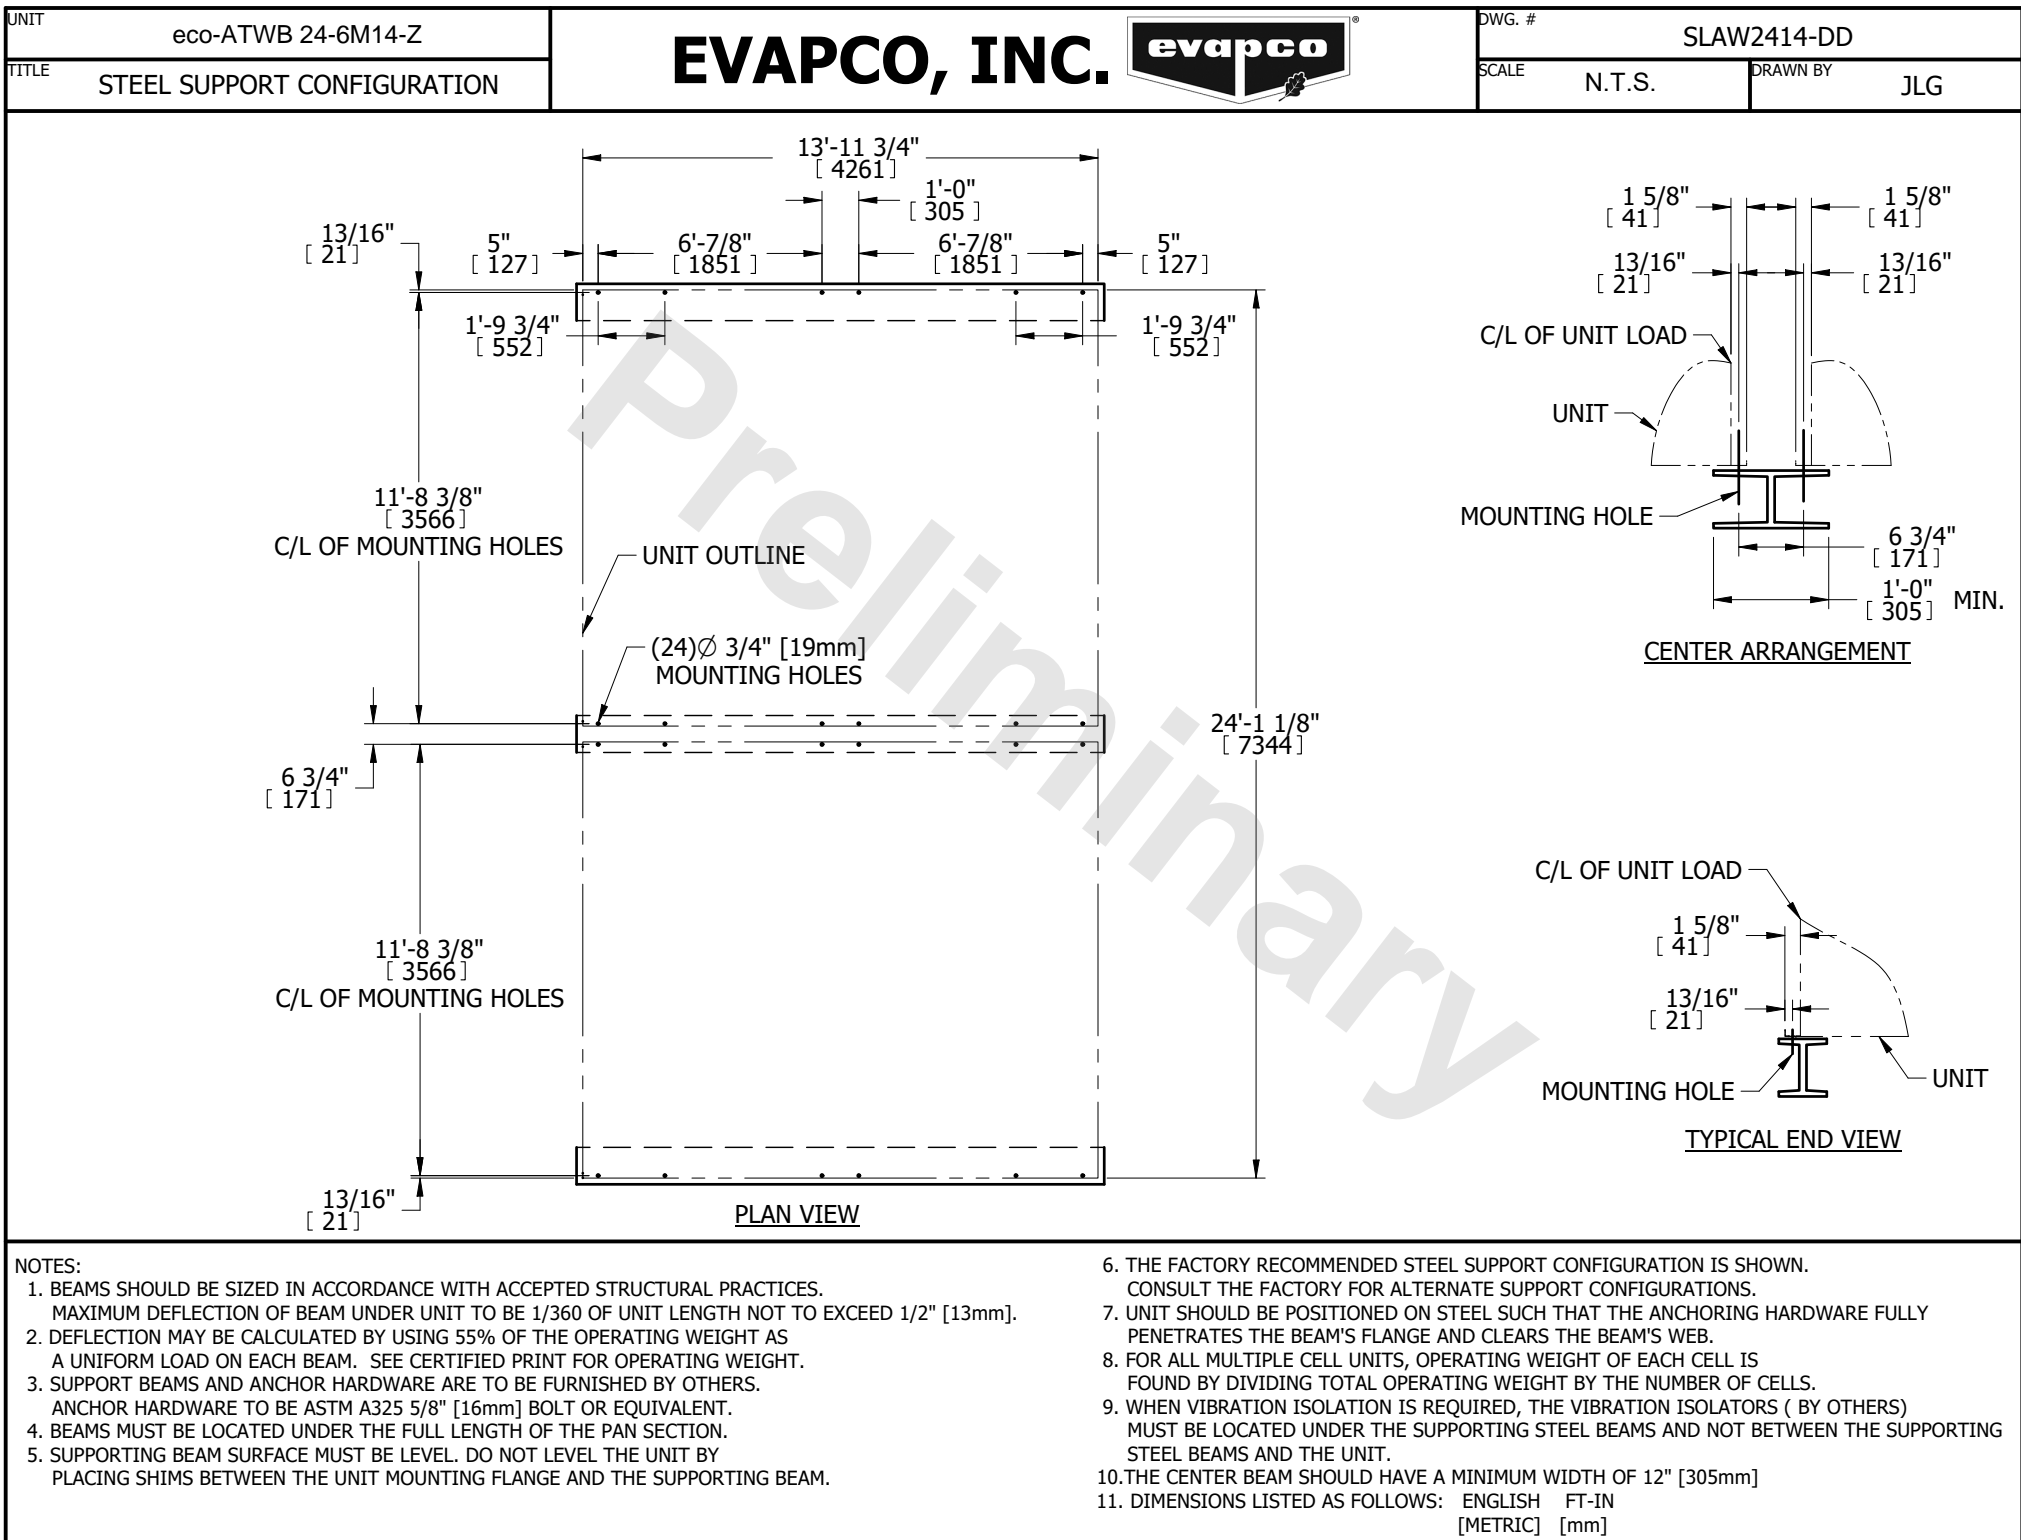 UNIT
eco-ATWB 24-6M14-Z
TITLE
STEEL SUPPORT CONFIGURATION
EVAPCO, INC.
evapco
®
DWG. #
SLAW2414-DD
SCALE
N.T.S.
DRAWN BY
JLG
13'-11 3/4"
[ 4261 ]
1'-0"
[ 305 ]
13/16"
[ 21 ]
5"
[ 127 ]
6'-7/8"
[ 1851 ]
6'-7/8"
[ 1851 ]
5"
[ 127 ]
1'-9 3/4"
[ 552 ]
1'-9 3/4"
[ 552 ]
11'-8 3/8"
[ 3566 ]
C/L OF MOUNTING HOLES
UNIT OUTLINE
(24)∅ 3/4" [19mm]
MOUNTING HOLES
6 3/4"
[ 171 ]
24'-1 1/8"
[ 7344 ]
11'-8 3/8"
[ 3566 ]
C/L OF MOUNTING HOLES
13/16"
[ 21 ]
PLAN VIEW
Preliminary
1 5/8"
[ 41 ]
1 5/8"
[ 41 ]
13/16"
[ 21 ]
13/16"
[ 21 ]
C/L OF UNIT LOAD
UNIT
MOUNTING HOLE
6 3/4"
[ 171 ]
1'-0"
[ 305 ] MIN.
CENTER ARRANGEMENT
C/L OF UNIT LOAD
1 5/8"
[ 41 ]
13/16"
[ 21 ]
MOUNTING HOLE
UNIT
TYPICAL END VIEW
NOTES:
1. BEAMS SHOULD BE SIZED IN ACCORDANCE WITH ACCEPTED STRUCTURAL PRACTICES.
MAXIMUM DEFLECTION OF BEAM UNDER UNIT TO BE 1/360 OF UNIT LENGTH NOT TO EXCEED 1/2" [13mm].
2. DEFLECTION MAY BE CALCULATED BY USING 55% OF THE OPERATING WEIGHT AS
A UNIFORM LOAD ON EACH BEAM. SEE CERTIFIED PRINT FOR OPERATING WEIGHT.
3. SUPPORT BEAMS AND ANCHOR HARDWARE ARE TO BE FURNISHED BY OTHERS.
ANCHOR HARDWARE TO BE ASTM A325 5/8" [16mm] BOLT OR EQUIVALENT.
4. BEAMS MUST BE LOCATED UNDER THE FULL LENGTH OF THE PAN SECTION.
5. SUPPORTING BEAM SURFACE MUST BE LEVEL. DO NOT LEVEL THE UNIT BY
PLACING SHIMS BETWEEN THE UNIT MOUNTING FLANGE AND THE SUPPORTING BEAM.
6. THE FACTORY RECOMMENDED STEEL SUPPORT CONFIGURATION IS SHOWN.
CONSULT THE FACTORY FOR ALTERNATE SUPPORT CONFIGURATIONS.
7. UNIT SHOULD BE POSITIONED ON STEEL SUCH THAT THE ANCHORING HARDWARE FULLY
PENETRATES THE BEAM'S FLANGE AND CLEARS THE BEAM'S WEB.
8. FOR ALL MULTIPLE CELL UNITS, OPERATING WEIGHT OF EACH CELL IS
FOUND BY DIVIDING TOTAL OPERATING WEIGHT BY THE NUMBER OF CELLS.
9. WHEN VIBRATION ISOLATION IS REQUIRED, THE VIBRATION ISOLATORS ( BY OTHERS)
MUST BE LOCATED UNDER THE SUPPORTING STEEL BEAMS AND NOT BETWEEN THE SUPPORTING
STEEL BEAMS AND THE UNIT.
10.THE CENTER BEAM SHOULD HAVE A MINIMUM WIDTH OF 12" [305mm]
11. DIMENSIONS LISTED AS FOLLOWS: ENGLISH FT-IN
[METRIC] [mm]